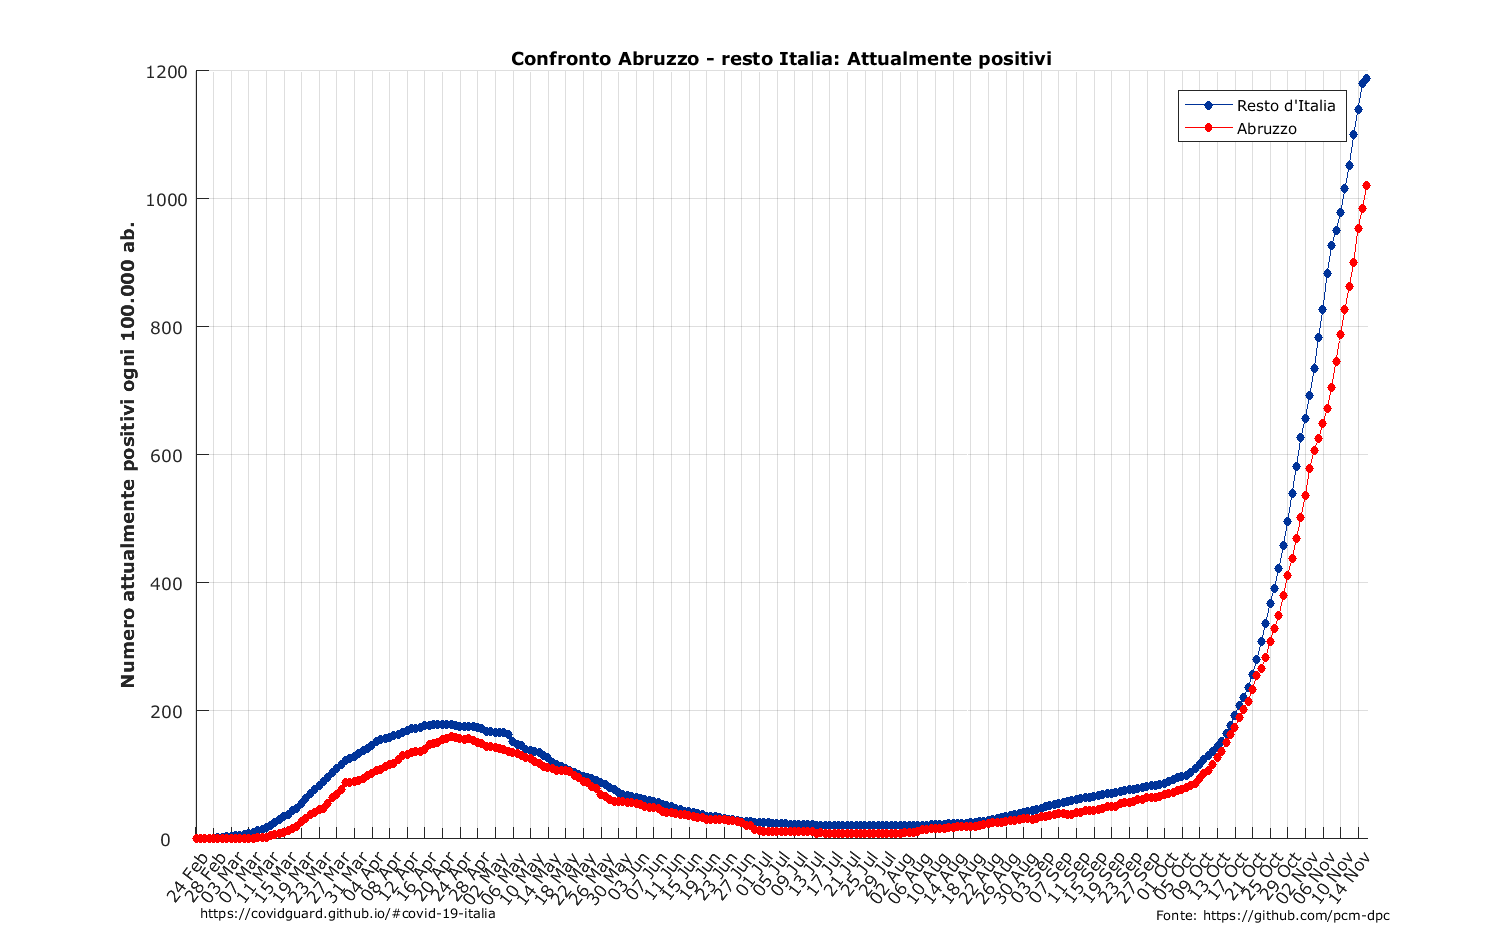 Confronto Abruzzo - resto Italia: Attualmente positivi
Numero attualmente positivi ogni 100.000 ab.
1200
1000
800
600
400
200
0
Resto d'Italia
Abruzzo
24 Feb
28 Feb
03 Mar
07 Mar
11 Mar
15 Mar
19 Mar
23 Mar
27 Mar
31 Mar
04 Apr
08 Apr
12 Apr
16 Apr
20 Apr
24 Apr
28 Apr
02 May
06 May
10 May
14 May
18 May
22 May
26 May
30 May
03 Jun
07 Jun
11 Jun
15 Jun
19 Jun
23 Jun
27 Jun
01 Jul
05 Jul
09 Jul
13 Jul
17 Jul
21 Jul
25 Jul
29 Jul
02 Aug
06 Aug
10 Aug
14 Aug
18 Aug
22 Aug
26 Aug
30 Aug
03 Sep
07 Sep
11 Sep
15 Sep
19 Sep
23 Sep
27 Sep
01 Oct
05 Oct
09 Oct
13 Oct
17 Oct
21 Oct
25 Oct
29 Oct
02 Nov
06 Nov
10 Nov
14 Nov
https://covidguard.github.io/#covid-19-italia
Fonte: https://github.com/pcm-dpc